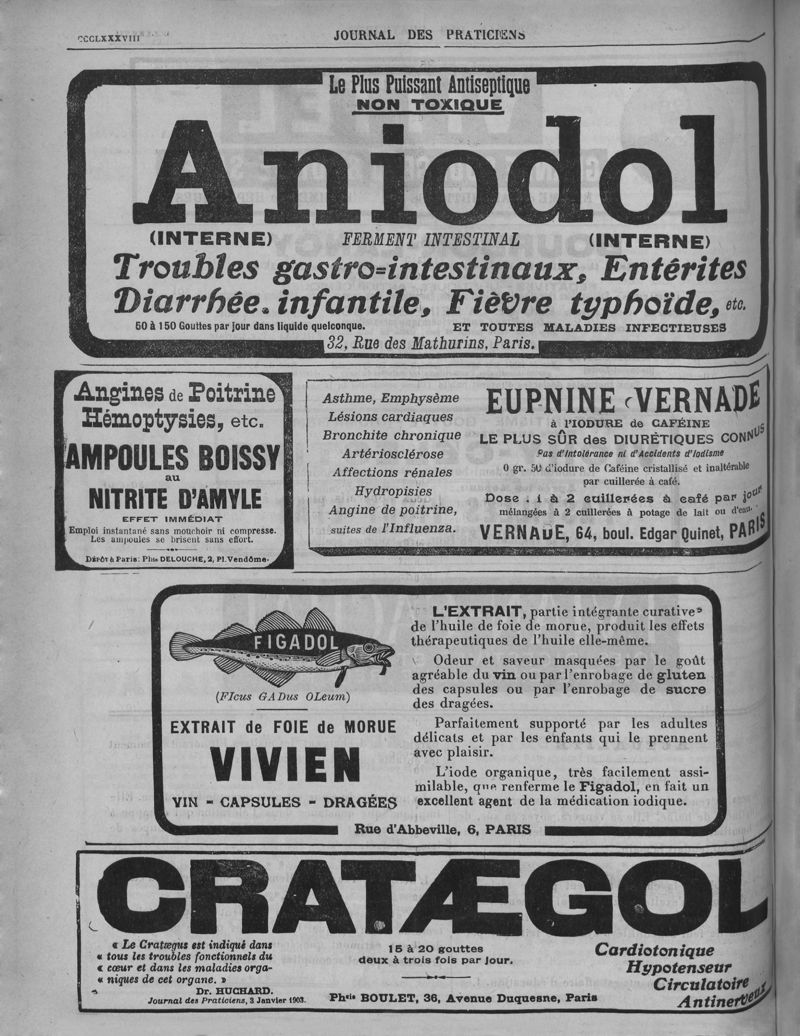 CCCLXXXVIII
JOURNAL DES PRATICIENS
Le Plus Puissant Antiseptique
NON TOXIQUE
Aniodol
(INTERNE) FERMENT INTESTINAL (INTERNE)
Troubles gastro=intestinaux, Entérites
Diarrhée infantile, Fièvre typhoïde, etc.
50 à 150 Gouttes par jour dans liquide quelconque. ET TOUTES MALADIES INFECTIEUSES
32, Rue des Mathurins, Paris.
Angines de Poitrine
Hémoptysies, etc.
AMPOULES BOISSY
au
NITRITE D'AMYLE
EFFET IMMÉDIAT
Emploi instantané sans mouchoir ni compresse.
Les ampoules se brisent sans effort.
Dépôt à Paris: Phie DELOUCHE, 2, Pl. Vendôme.
Asthme, Emphysème
Lésions cardiaques
Bronchite chronique
Artériosclérose
Affections rénales
Hydropisies
Angine de poitrine,
suites de l'Influenza.
EUPNINE VERNADE
à l'IODURE de CAFÉINE
LE PLUS SÛR des DIURÉTIQUES CONNUS
Pas d'Intolérance ni d'Accidents d'Iodisme
0 gr. 50 d'iodure de Caféine cristallisé et inaltérable
par cuillerée à café.
Dose . 1 à 2 cuillerées à café par jour
mélangées à 2 cuillerées à potage de lait ou d'eau.
VERNADE, 64, boul. Edgar Quinet, PARIS
FIGADOL
(FIcus GADus OLeum)
EXTRAIT de FOIE de MORUE
VIVIEN
VIN - CAPSULES - DRAGÉES
L'EXTRAIT, partie intégrante curative
de l'huile de foie de morue, produit les effets
thérapeutiques de l'huile elle-même.
Odeur et saveur masquées par le goût
agréable du vin ou par l'enrobage de gluten
des capsules ou par l'enrobage de sucre
des dragées.
Parfaitement supporté par les adultes
délicats et par les enfants qui le prennent
avec plaisir.
L'iode organique, très facilement assi-
milable, que renferme le Figadol, en fait un
excellent agent de la médication iodique.
Rue d'Abbeville, 6, PARIS
CRATÆGOL
« Le Cratægus est indiqué dans
« tous les troubles fonctionnels du
« cœur et dans les maladies orga-
« niques de cet organe. »
Dr. HUCHARD.
Journal des Praticiens, 3 Janvier 1903.
15 à 20 gouttes
deux à trois fois par jour.
Phcie BOULET, 36, Avenue Duquesne, Paris
Cardiotonique
Hypotenseur
Circulatoire
Antinerveux